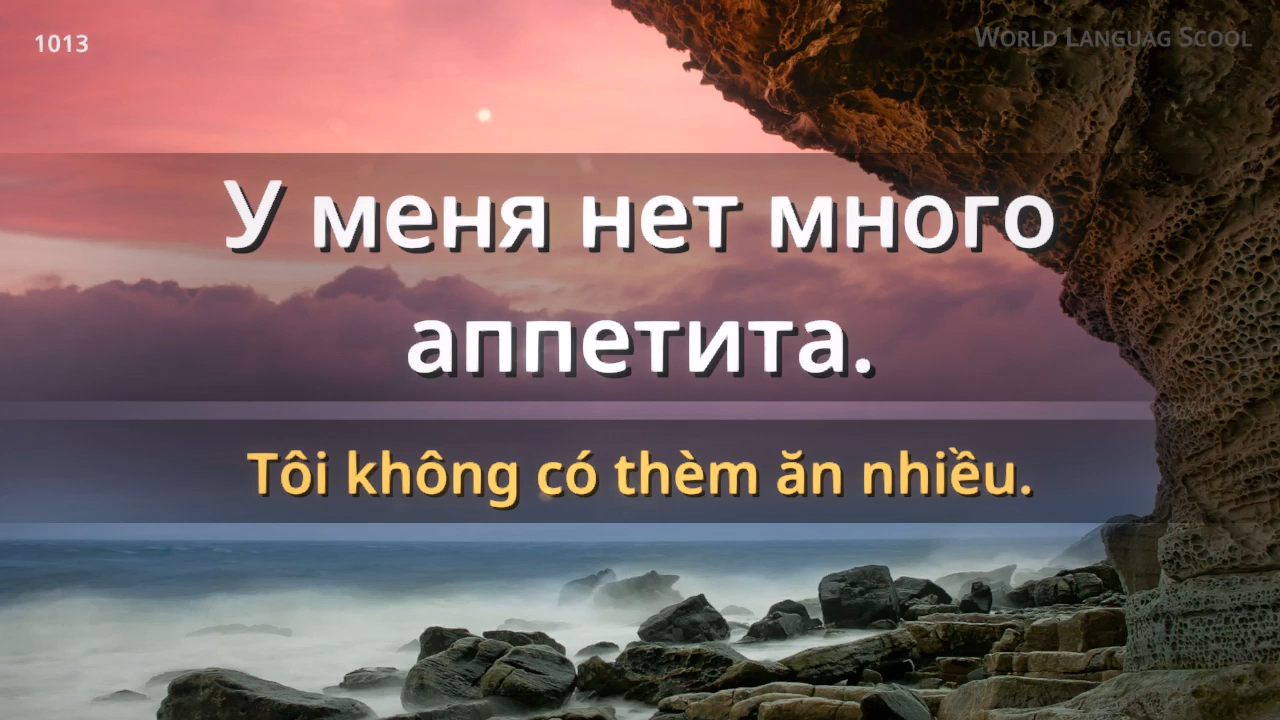 1013
World Languag Scool
У меня нет много
аппетита.
Tôi không có thèm ăn nhiều.